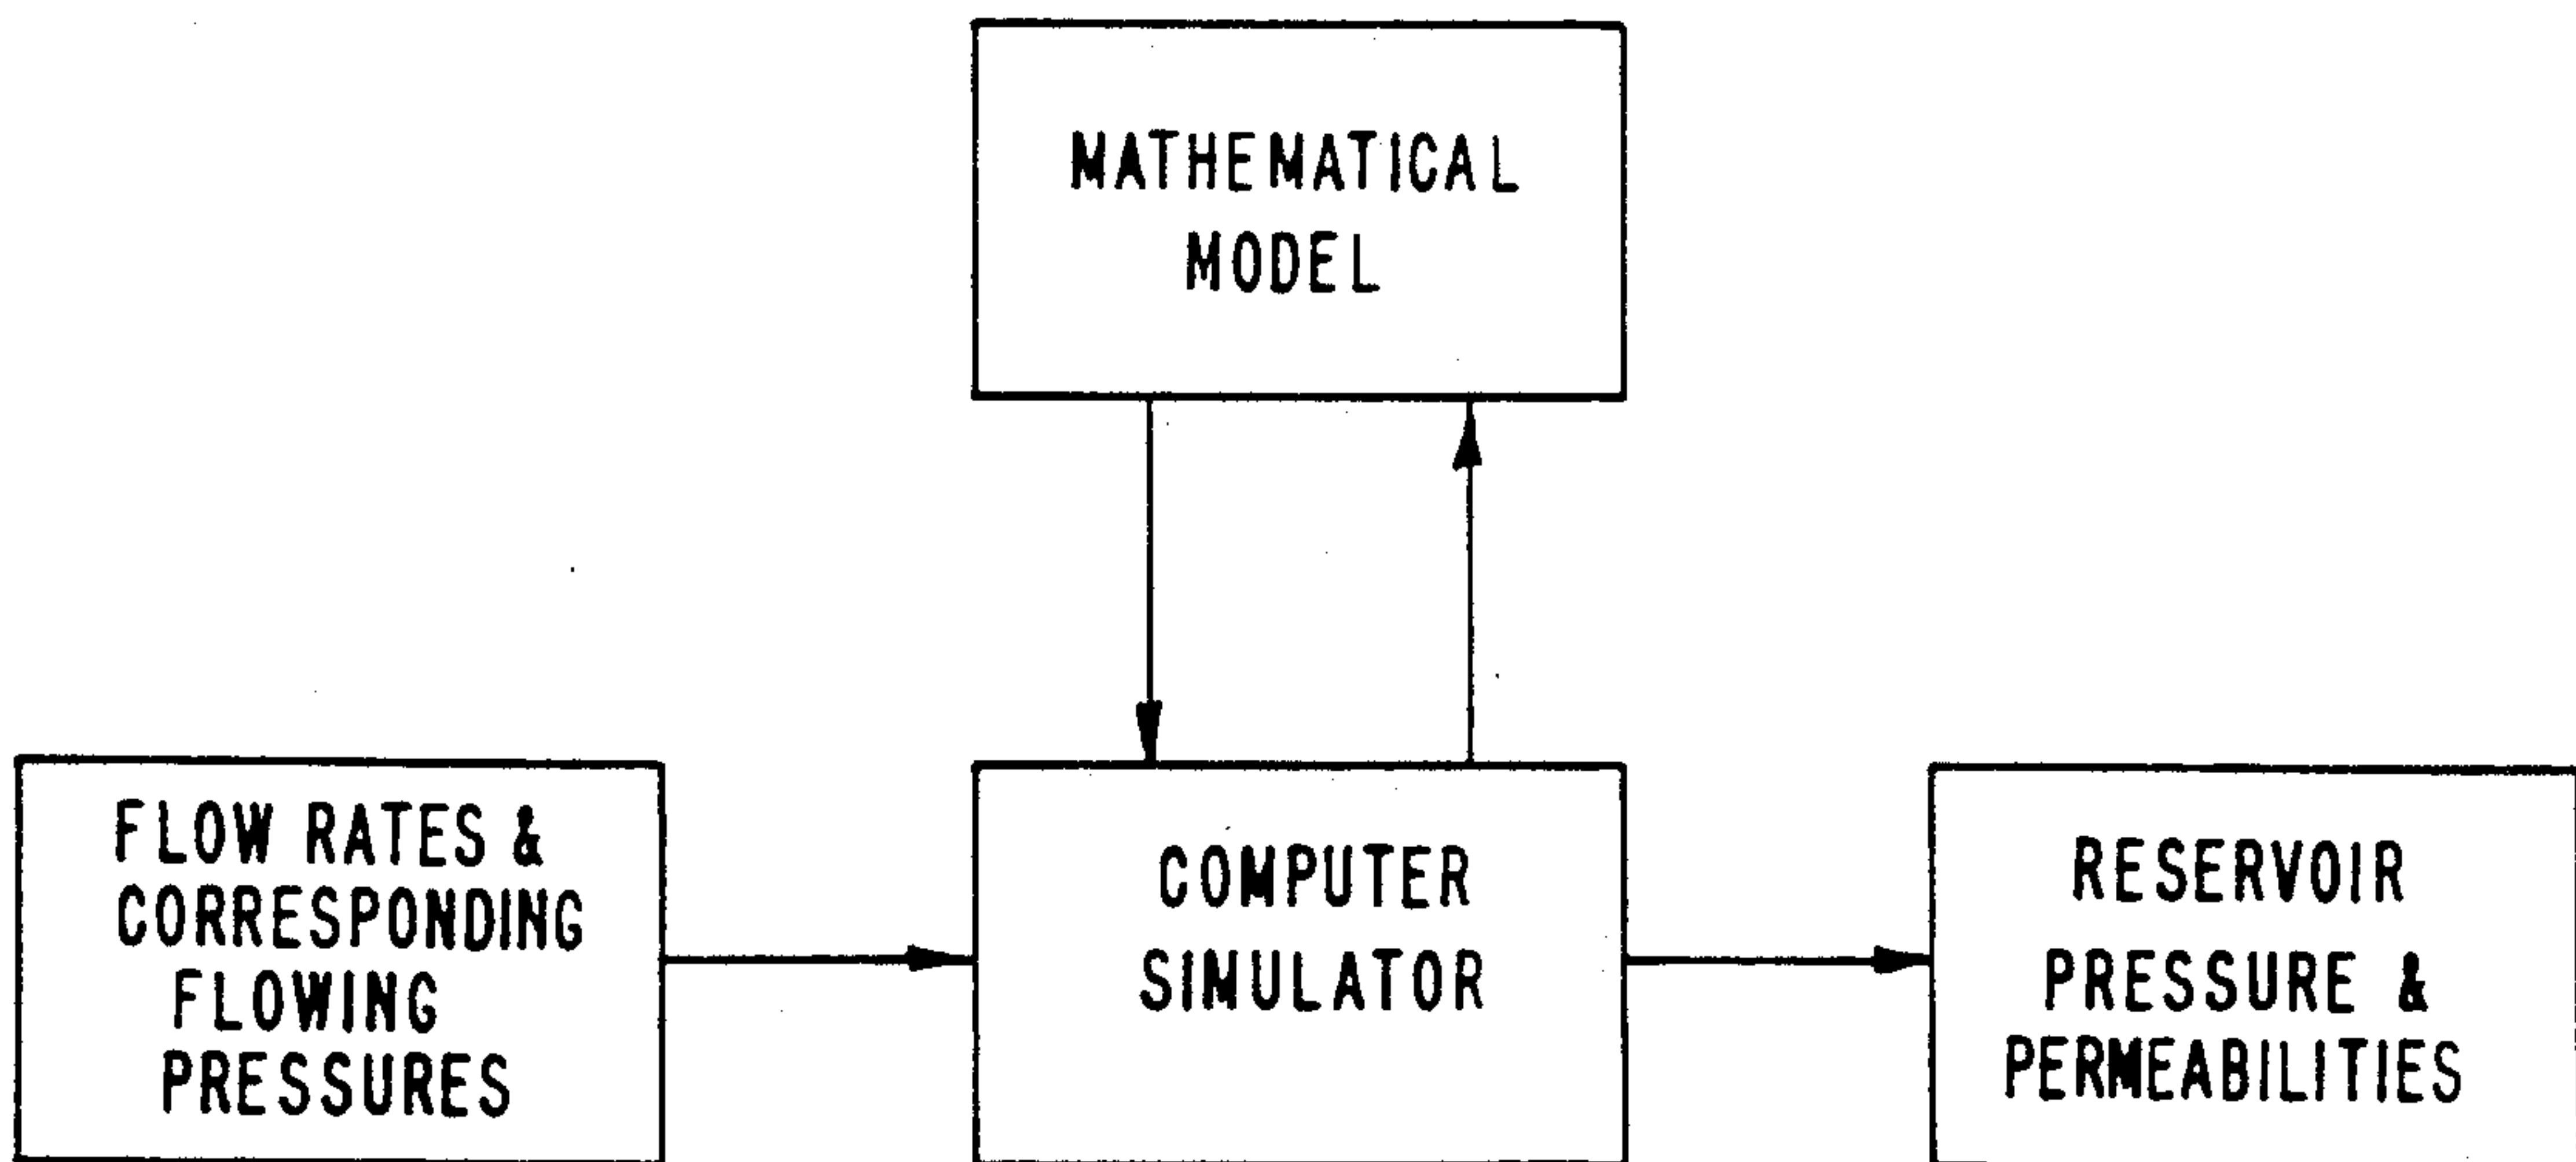 MATHEMATICAL
MODEL
FLOW RATES &
CORRESPONDING
FLOWING
PRESSURES
COMPUTER
SIMULATOR
RESERVOIR
PRESSURE &
PERMEABILITIES